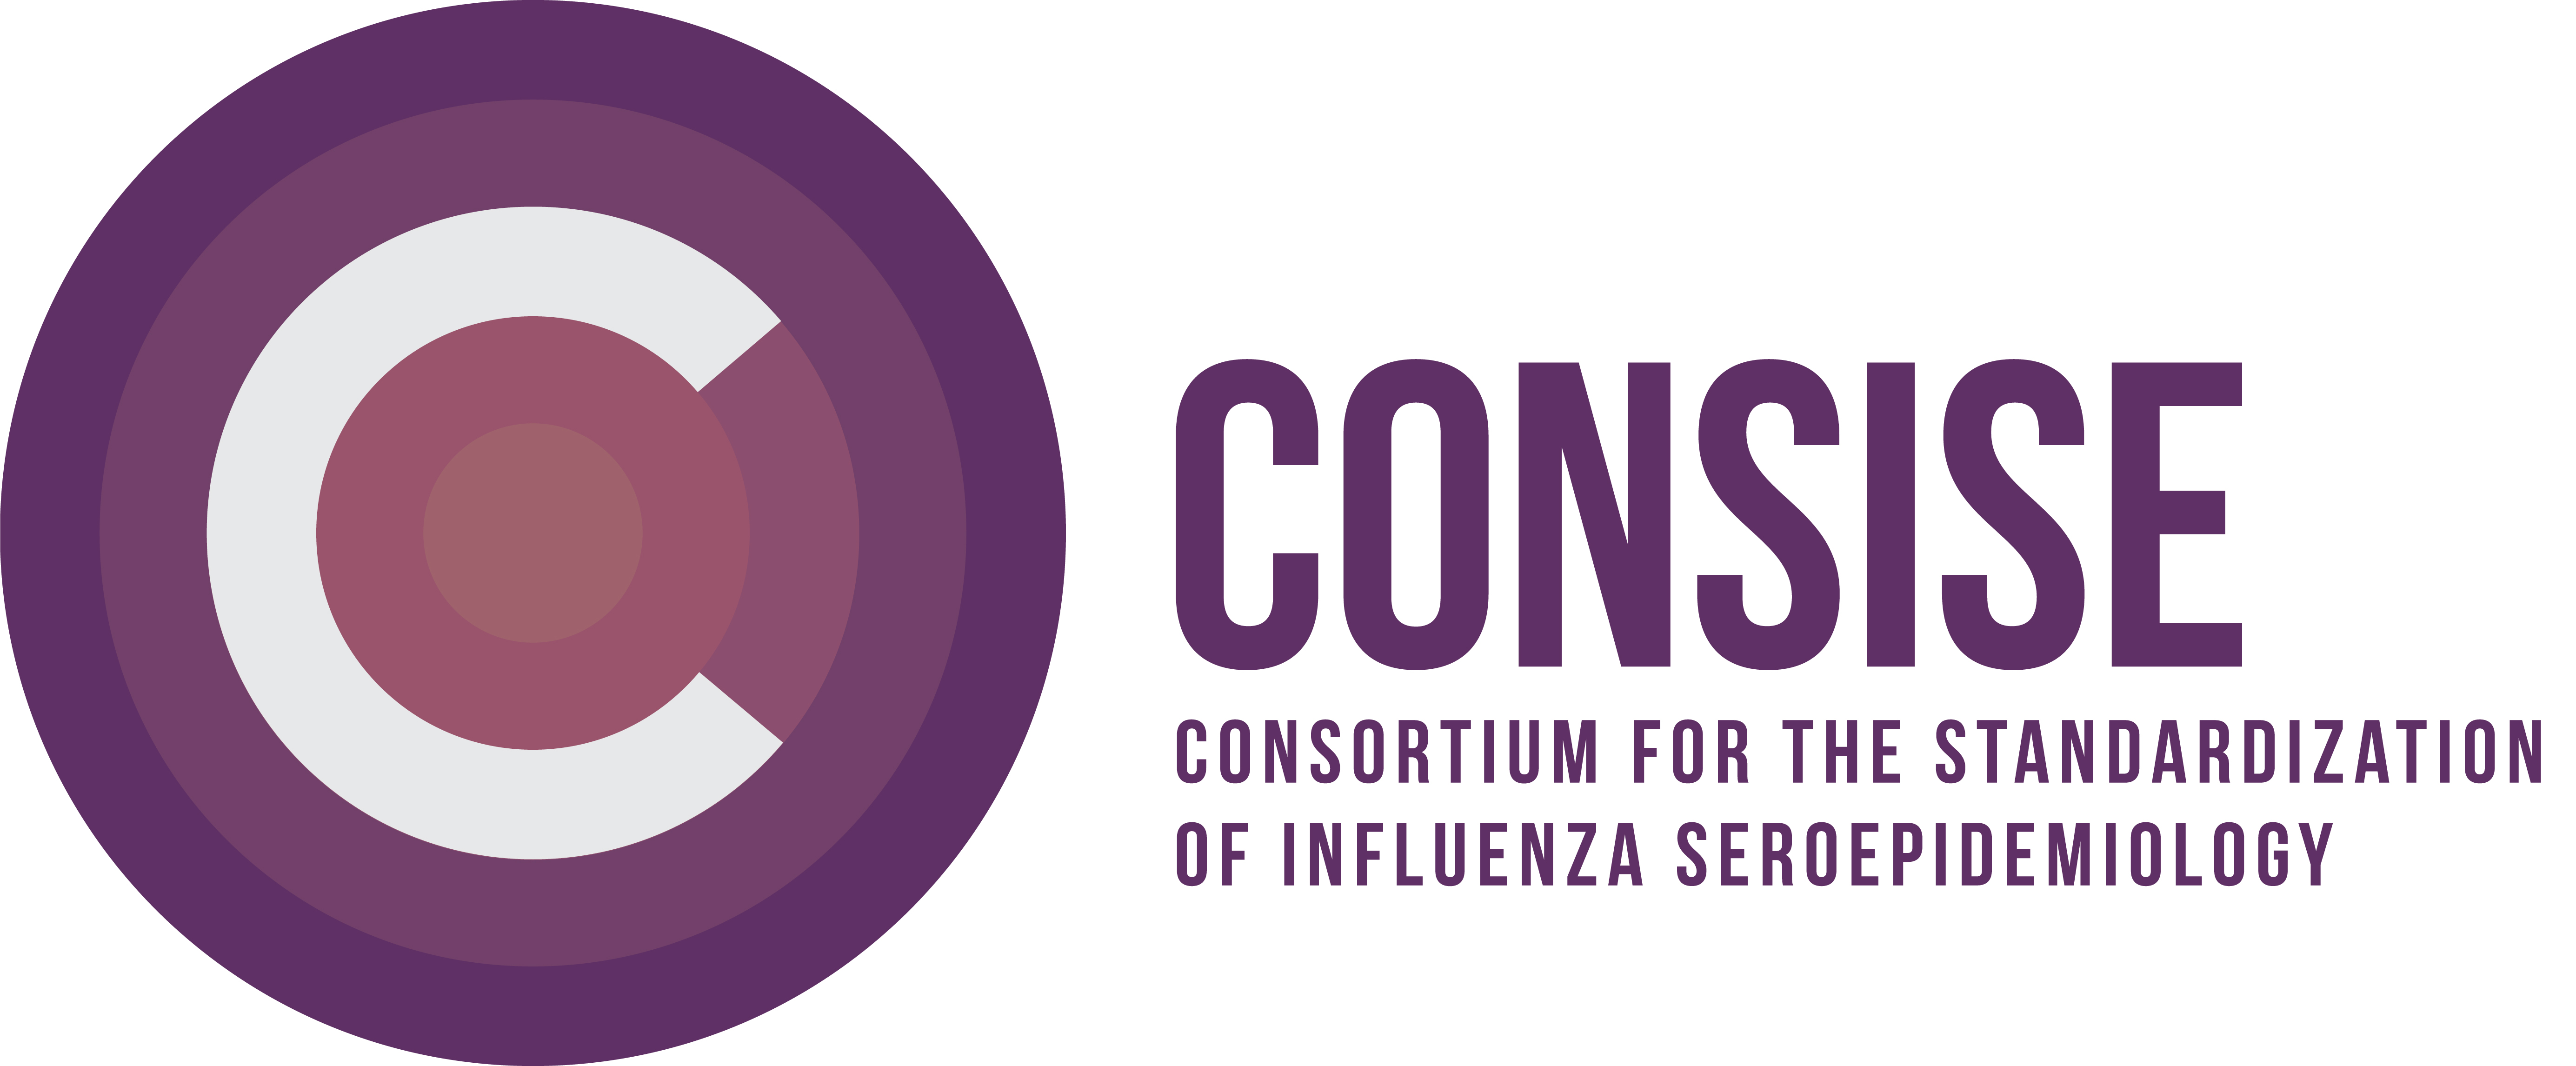 CONSISE
CONSORTIUM FOR THE STANDARDIZATION
OF INFLUENZA SEROEPIDEMIOLOGY